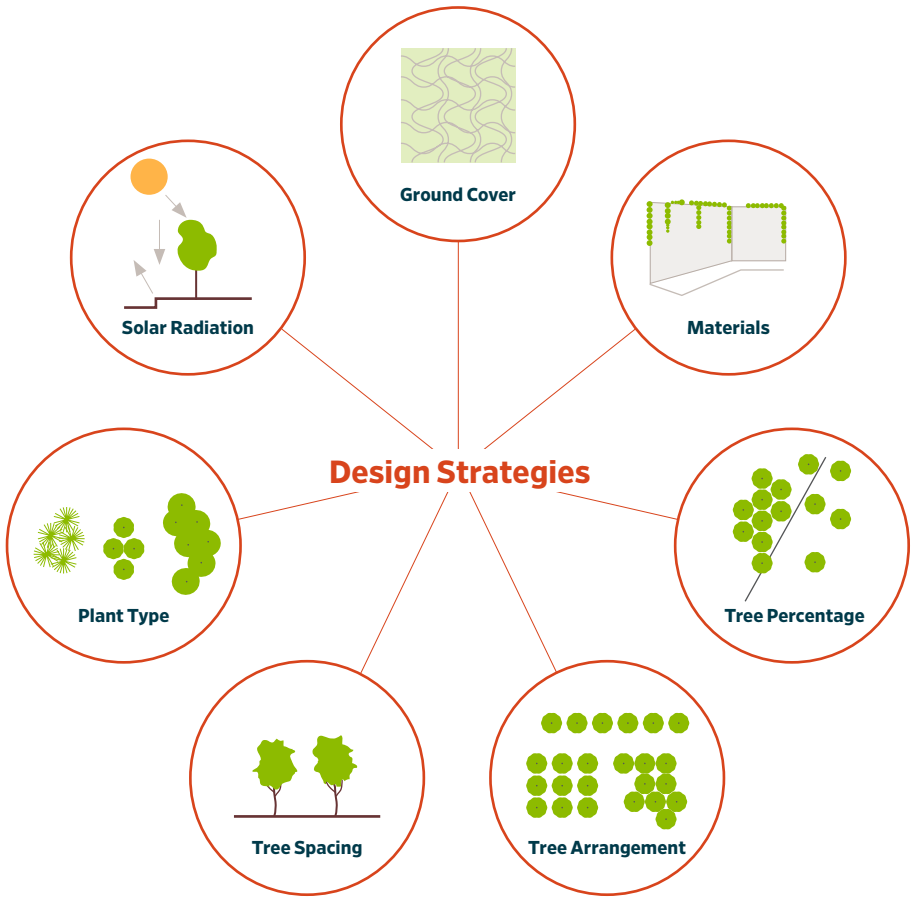 Ground Cover
Solar Radiation
Materials
Design Strategies
Plant Type
Tree Percentage
Tree Spacing
Tree Arrangement